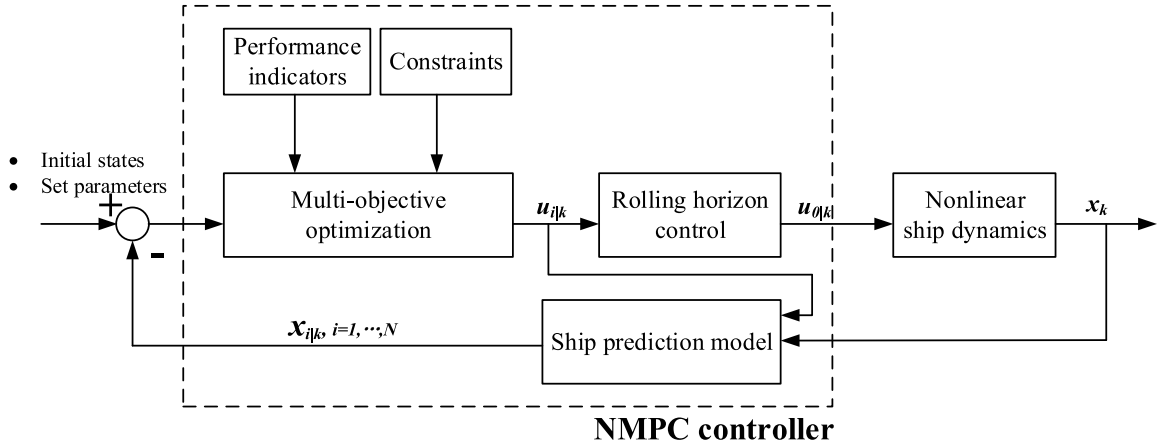 Performance
indicators
Constraints
• Initial states
• Set parameters
+
-
Multi-objective
optimization
u_{i|k}
Rolling horizon
control
u_{0|k}
Nonlinear
ship dynamics
x_k
x_{i|k}, i=1,⋯,N
Ship prediction model
NMPC controller